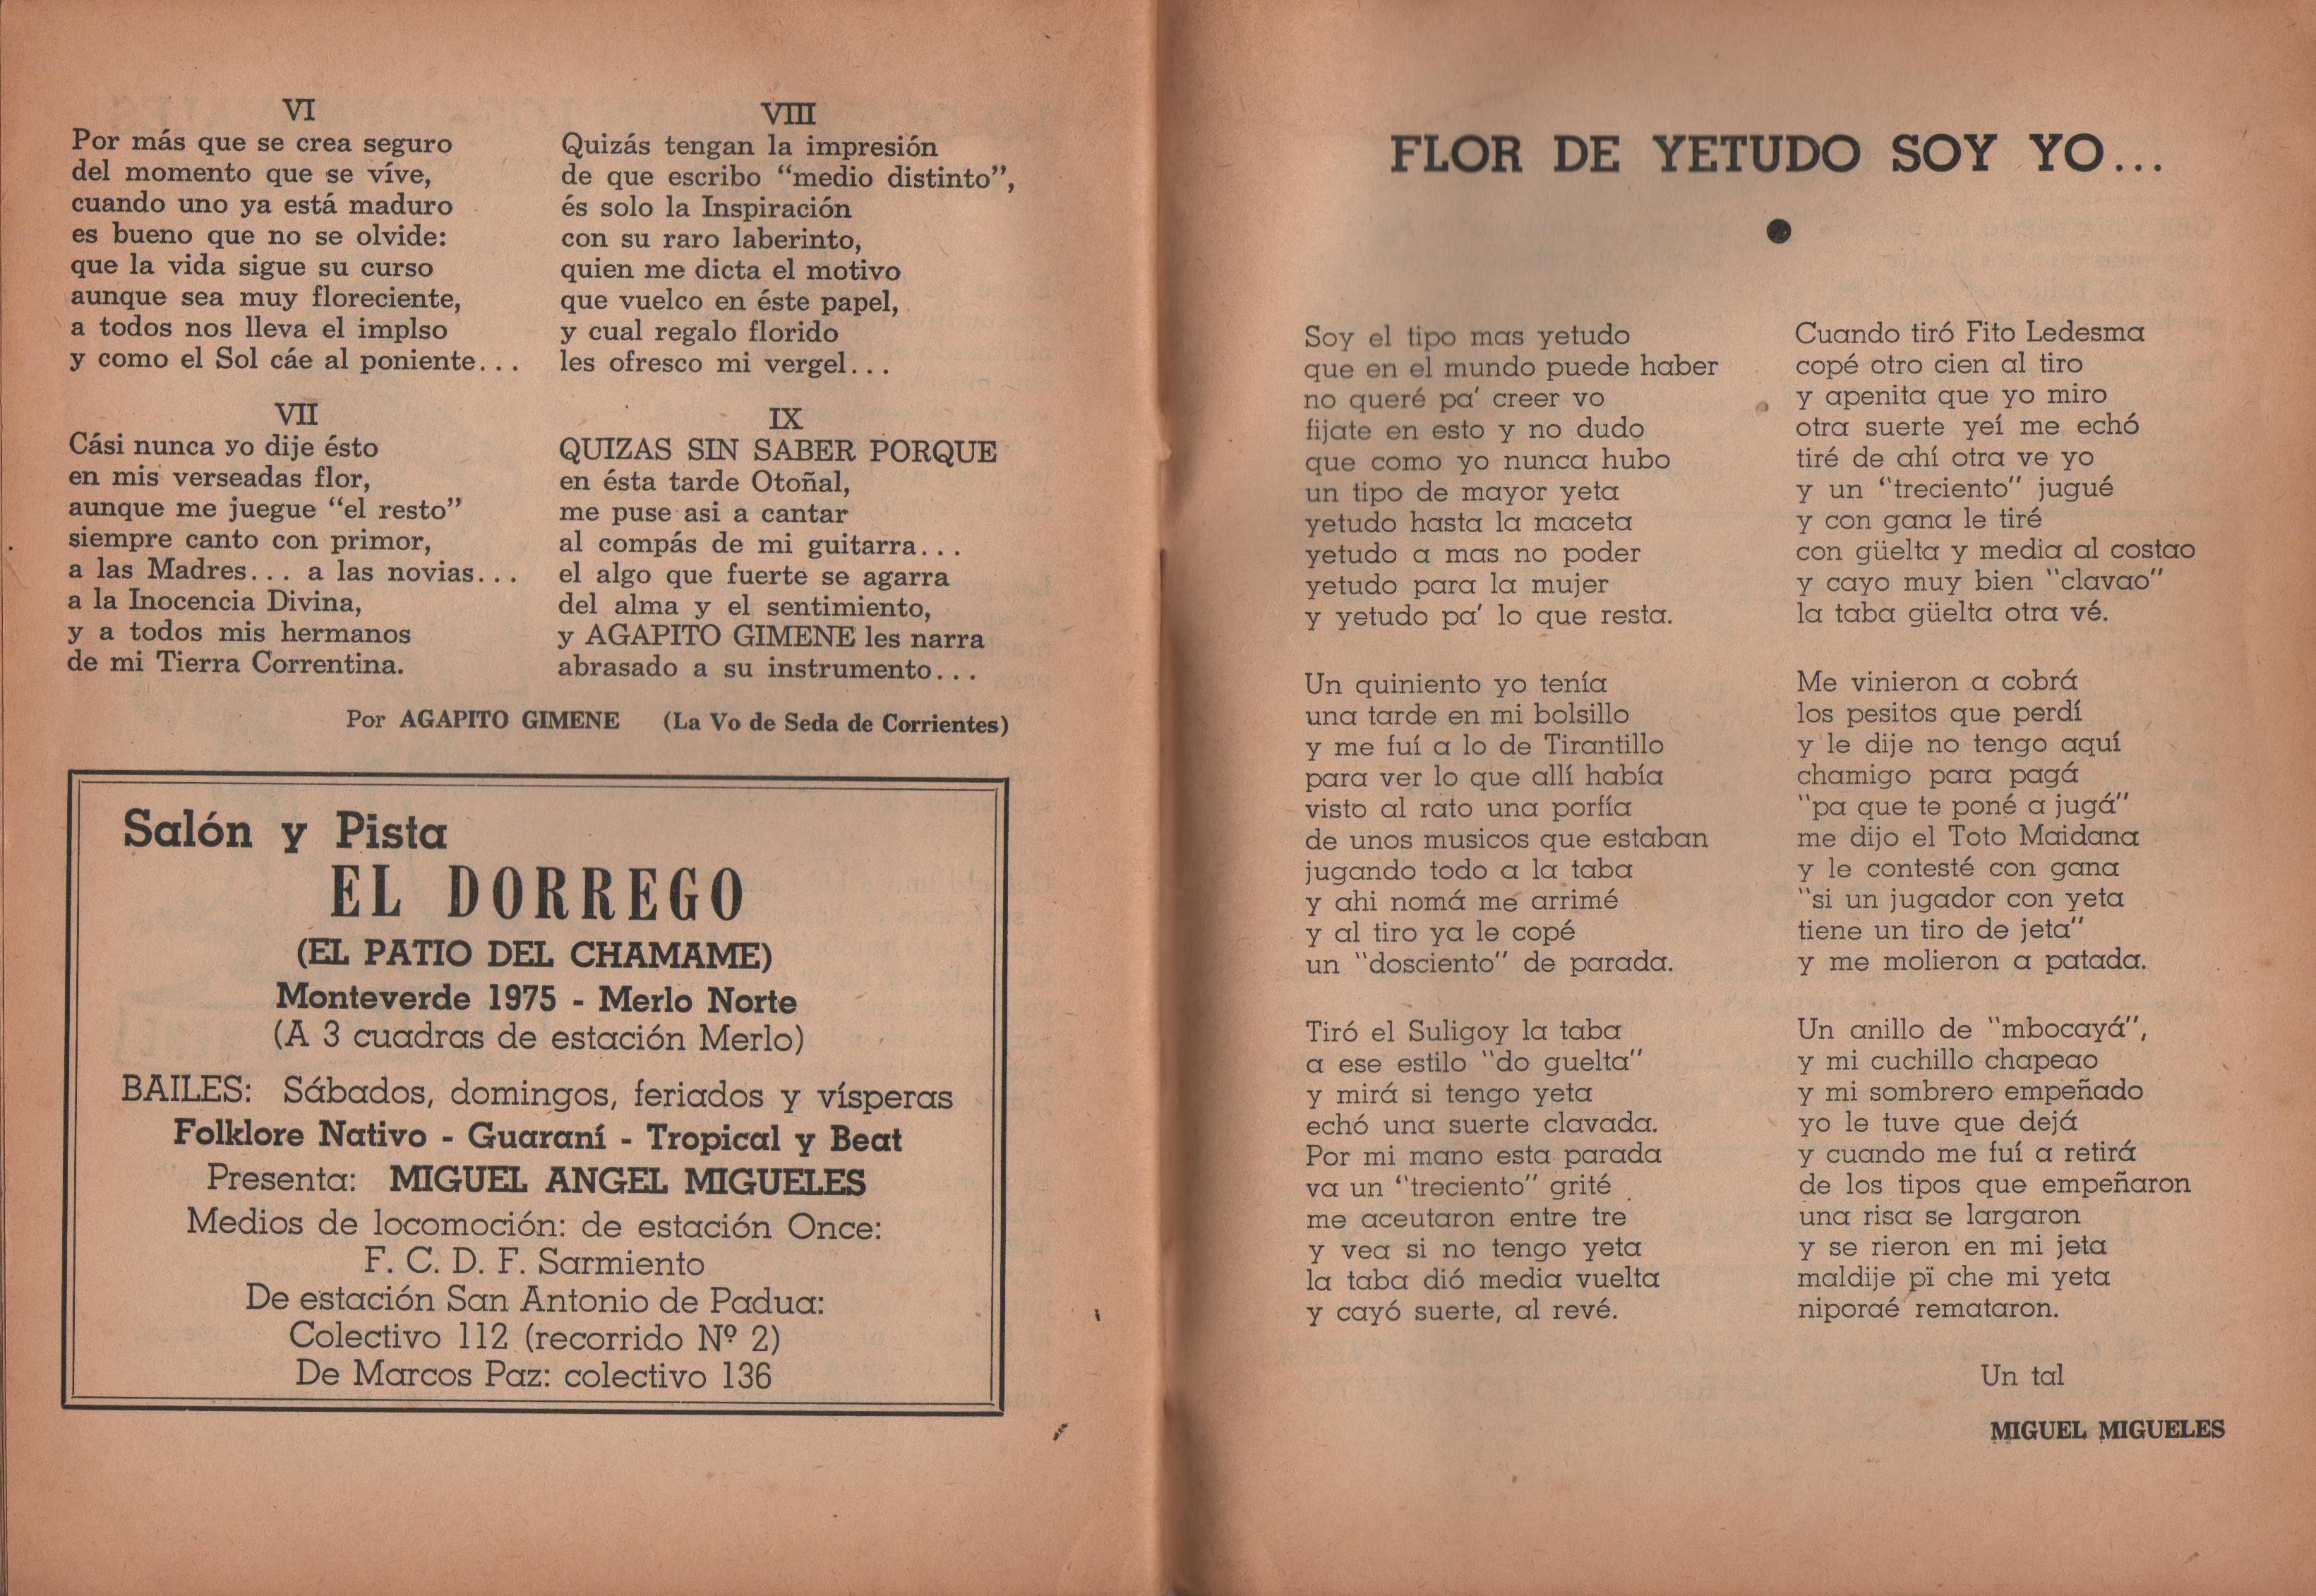 VI
Por más que se crea seguro
del momento que se víve,
cuando uno ya está maduro
es bueno que no se olvide:
que la vida sigue su curso
aunque sea muy floreciente,
a todos nos lleva el implso
y como el Sol cáe al poniente...
VII
Cási nunca yo dije ésto
en mis verseadas flor,
aunque me juegue "el resto"
siempre canto con primor,
a las Madres... a las novias...
a la Inocencia Divina,
y a todos mis hermanos
de mi Tierra Correntina.
VIII
Quizás tengan la impresión
de que escribo "medio distinto",
és solo la Inspiración
con su raro laberinto,
quien me dicta el motivo
que vuelco en éste papel,
y cual regalo florido
les ofresco mi vergel...
IX
QUIZAS SIN SABER PORQUE
en ésta tarde Otoñal,
me puse asi a cantar
al compás de mi guitarra...
el algo que fuerte se agarra
del alma y el sentimiento,
y AGAPITO GIMENE les narra
abrasado a su instrumento...
Por AGAPITO GIMENE (La Vo de Seda de Corrientes)
Salón y Pista
EL DORREGO
(EL PATIO DEL CHAMAME)
Monteverde 1975 - Merlo Norte
(A 3 cuadras de estación Merlo)
BAILES: Sábados, domingos, feriados y vísperas
Folklore Nativo - Guaraní - Tropical y Beat
Presenta: MIGUEL ANGEL MIGUELES
Medios de locomoción: de estación Once:
F. C. D. F. Sarmiento
De estación San Antonio de Padua:
Colectivo 112 (recorrido Nº 2)
De Marcos Paz: colectivo 136
FLOR DE YETUDO SOY YO...
Soy el tipo mas yetudo
que en el mundo puede haber
no queré pa' creer vo
fijate en esto y no dudo
que como yo nunca hubo
un tipo de mayor yeta
yetudo hasta la maceta
yetudo a mas no poder
yetudo para la mujer
y yetudo pa' lo que resta.
Un quiniento yo tenía
una tarde en mi bolsillo
y me fuí a lo de Tirantillo
para ver lo que allí había
visto al rato una porfía
de unos musicos que estaban
jugando todo a la taba
y ahi nomá me arrimé
y al tiro ya le copé
un "dosciento" de parada.
Tiró el Suligoy la taba
a ese estilo "do guelta"
y mirá si tengo yeta
echó una suerte clavada.
Por mi mano esta parada
va un "treciento" grité
me aceutaron entre tre
y vea si no tengo yeta
la taba dió media vuelta
y cayó suerte, al revé.
Cuando tiró Fito Ledesma
copé otro cien al tiro
y apenita que yo miro
otra suerte yeí me echó
tiré de ahí otra ve yo
y un "treciento" jugué
y con gana le tiré
con güelta y media al costao
y cayo muy bien "clavao"
la taba güelta otra vé.
Me vinieron a cobrá
los pesitos que perdí
y le dije no tengo aquí
chamigo para pagá
"pa que te poné a jugá"
me dijo el Toto Maidana
y le contesté con gana
"si un jugador con yeta
tiene un tiro de jeta"
y me molieron a patada.
Un anillo de "mbocayá",
y mi cuchillo chapeao
y mi sombrero empeñado
yo le tuve que dejá
y cuando me fuí a retirá
de los tipos que empeñaron
una risa se largaron
y se rieron en mi jeta
maldije pï che mi yeta
niporaé remataron.
Un tal
MIGUEL MIGUELES